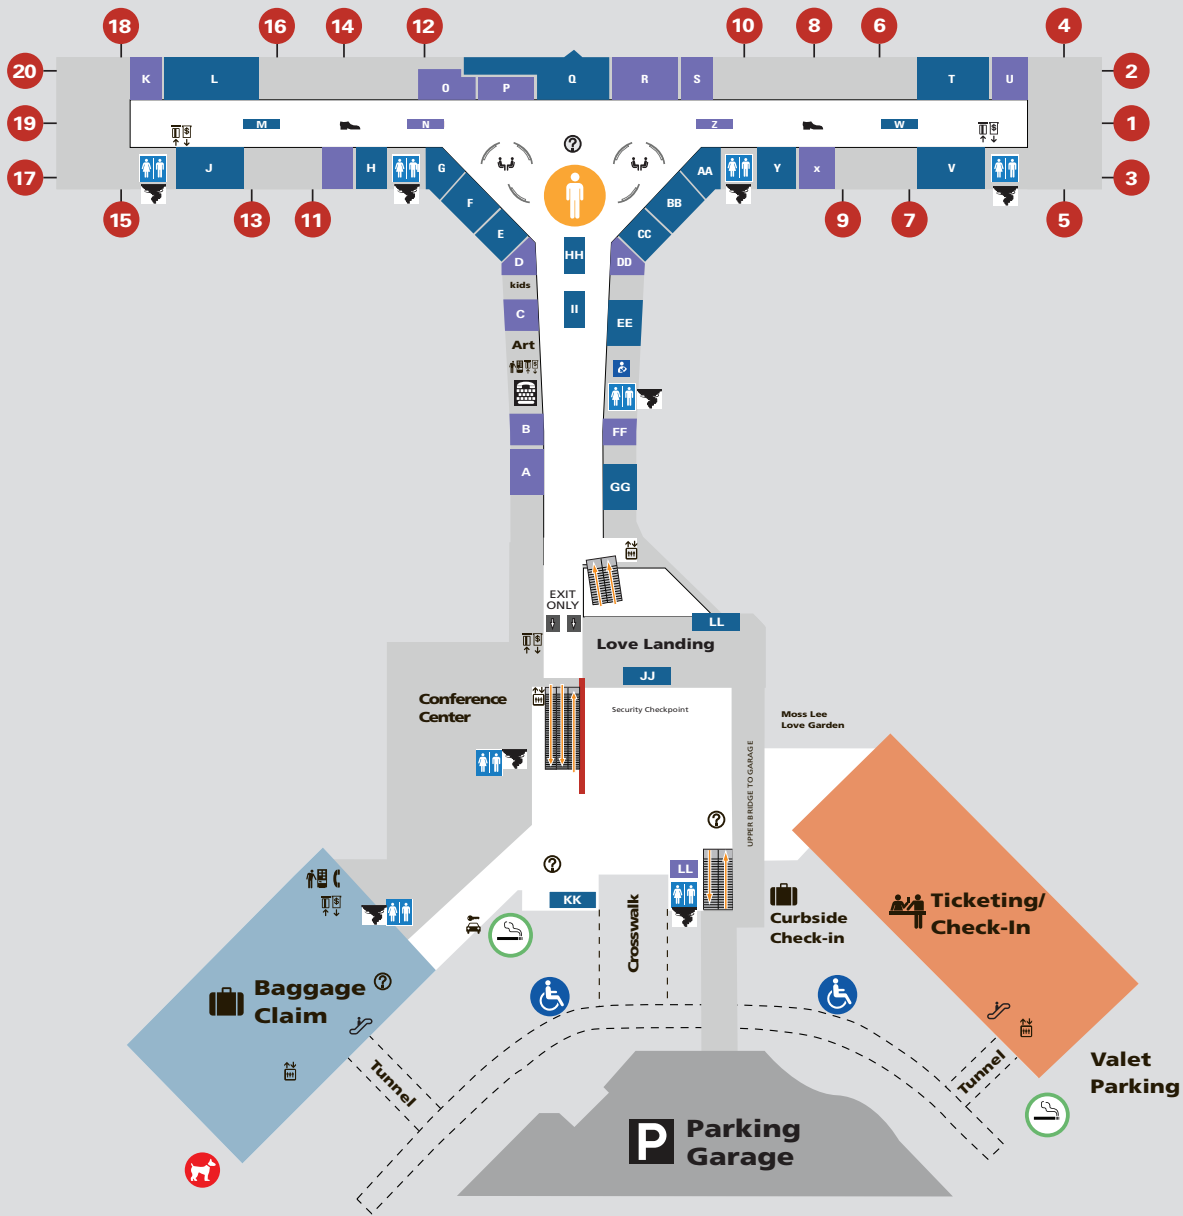 18
16
14
12
10
8
6
4
20
K
L
O
P
Q
R
S
T
U
2
19
M
N
?
Z
W
1
17
J
H
G
AA
Y
x
V
3
15
13
11
F
BB
9
7
5
E
CC
D
HH
DD
kids
C
II
EE
Art
B
FF
A
GG
EXIT
ONLY
LL
Love Landing
JJ
Conference
Center
Security Checkpoint
Moss Lee
Love Garden
UPPER BRIDGE TO GARAGE
?
?
LL
KK
Crosswalk
Curbside
Check-in
Ticketing/
Check-In
Baggage
Claim
?
Tunnel
Tunnel
Valet
Parking
P
Parking
Garage